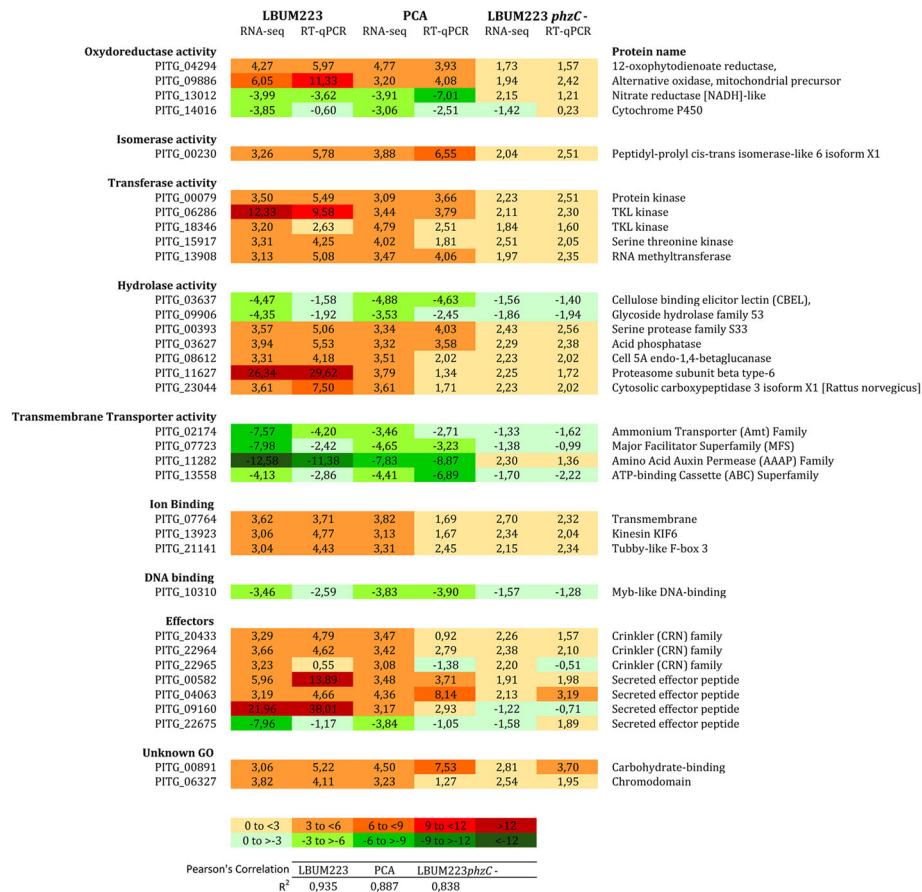 LBUM223 PCA LBUM223 phzC -
RNA-seq RT-qPCR RNA-seq RT-qPCR RNA-seq RT-qPCR
Oxydoreductase activity Protein name
PITG_04294 4,27 5,97 4,77 3,93 1,73 1,57 12-oxophytodienoate reductase,
PITG_09886 6,05 11,33 3,20 4,08 1,94 2,42 Alternative oxidase, mitochondrial precursor
PITG_13012 -3,99 -3,62 -3,91 -7,01 2,15 1,21 Nitrate reductase [NADH]-like
PITG_14016 -3,85 -0,60 -3,06 -2,51 -1,42 0,23 Cytochrome P450
Isomerase activity
PITG_00230 3,26 5,78 3,88 6,55 2,04 2,51 Peptidyl-prolyl cis-trans isomerase-like 6 isoform X1
Transferase activity
PITG_00079 3,50 5,49 3,09 3,66 2,23 2,51 Protein kinase
PITG_06286 12,33 9,58 3,44 3,79 2,11 2,30 TKL kinase
PITG_18346 3,20 2,63 4,79 2,51 1,84 1,60 TKL kinase
PITG_15917 3,31 4,25 4,02 1,81 2,51 2,05 Serine threonine kinase
PITG_13908 3,13 5,08 3,47 4,06 1,97 2,35 RNA methyltransferase
Hydrolase activity
PITG_03637 -4,47 -1,58 -4,88 -4,63 -1,56 -1,40 Cellulose binding elicitor lectin (CBEL),
PITG_09906 -4,35 -1,92 -3,53 -2,45 -1,86 -1,94 Glycoside hydrolase family 53
PITG_00393 3,57 5,06 3,34 4,03 2,43 2,56 Serine protease family S33
PITG_03627 3,94 5,53 3,32 3,58 2,29 2,38 Acid phosphatase
PITG_08612 3,31 4,18 3,51 2,02 2,23 2,02 Cell 5A endo-1,4-betaglucanase
PITG_11627 26,34 29,62 3,79 1,34 2,25 1,72 Proteasome subunit beta type-6
PITG_23044 3,61 7,50 3,61 1,71 2,23 2,02 Cytosolic carboxypeptidase 3 isoform X1 [Rattus norvegicus]
Transmembrane Transporter activity
PITG_02174 -7,57 -4,20 -3,46 -2,71 -1,33 -1,62 Ammonium Transporter (Amt) Family
PITG_07723 -7,98 -2,42 -4,65 -3,23 -1,38 -0,99 Major Facilitator Superfamily (MFS)
PITG_11282 -12,58 -11,38 -7,83 -8,87 2,30 1,36 Amino Acid Auxin Permease (AAAP) Family
PITG_13558 -4,13 -2,86 -4,41 -6,89 -1,70 -2,22 ATP-binding Cassette (ABC) Superfamily
Ion Binding
PITG_07764 3,62 3,71 3,82 1,69 2,70 2,32 Transmembrane
PITG_13923 3,06 4,77 3,13 1,67 2,34 2,04 Kinesin KIF6
PITG_21141 3,04 4,43 3,31 2,45 2,15 2,34 Tubby-like F-box 3
DNA binding
PITG_10310 -3,46 -2,59 -3,83 -3,90 -1,57 -1,28 Myb-like DNA-binding
Effectors
PITG_20433 3,29 4,79 3,47 0,92 2,26 1,57 Crinkler (CRN) family
PITG_22964 3,66 4,62 3,42 2,79 2,38 2,10 Crinkler (CRN) family
PITG_22965 3,23 0,55 3,08 -1,38 2,20 -0,51 Crinkler (CRN) family
PITG_00582 5,96 13,89 3,48 3,71 1,91 1,98 Secreted effector peptide
PITG_04063 3,19 4,66 4,36 8,14 2,13 3,19 Secreted effector peptide
PITG_09160 21,96 38,01 3,17 2,93 -1,22 -0,71 Secreted effector peptide
PITG_22675 -7,96 -1,17 -3,84 -1,05 -1,58 1,89 Secreted effector peptide
Unknown GO
PITG_00891 3,06 5,22 4,50 7,53 2,81 3,70 Carbohydrate-binding
PITG_06327 3,82 4,11 3,23 1,27 2,54 1,95 Chromodomain
0 to <3 3 to <6 6 to <9 9 to <12 >12
0 to >-3 -3 to >-6 -6 to >-9 -9 to >-12 <-12
Pearson's Correlation LBUM223 PCA LBUM223phzC -
R² 0,935 0,887 0,838